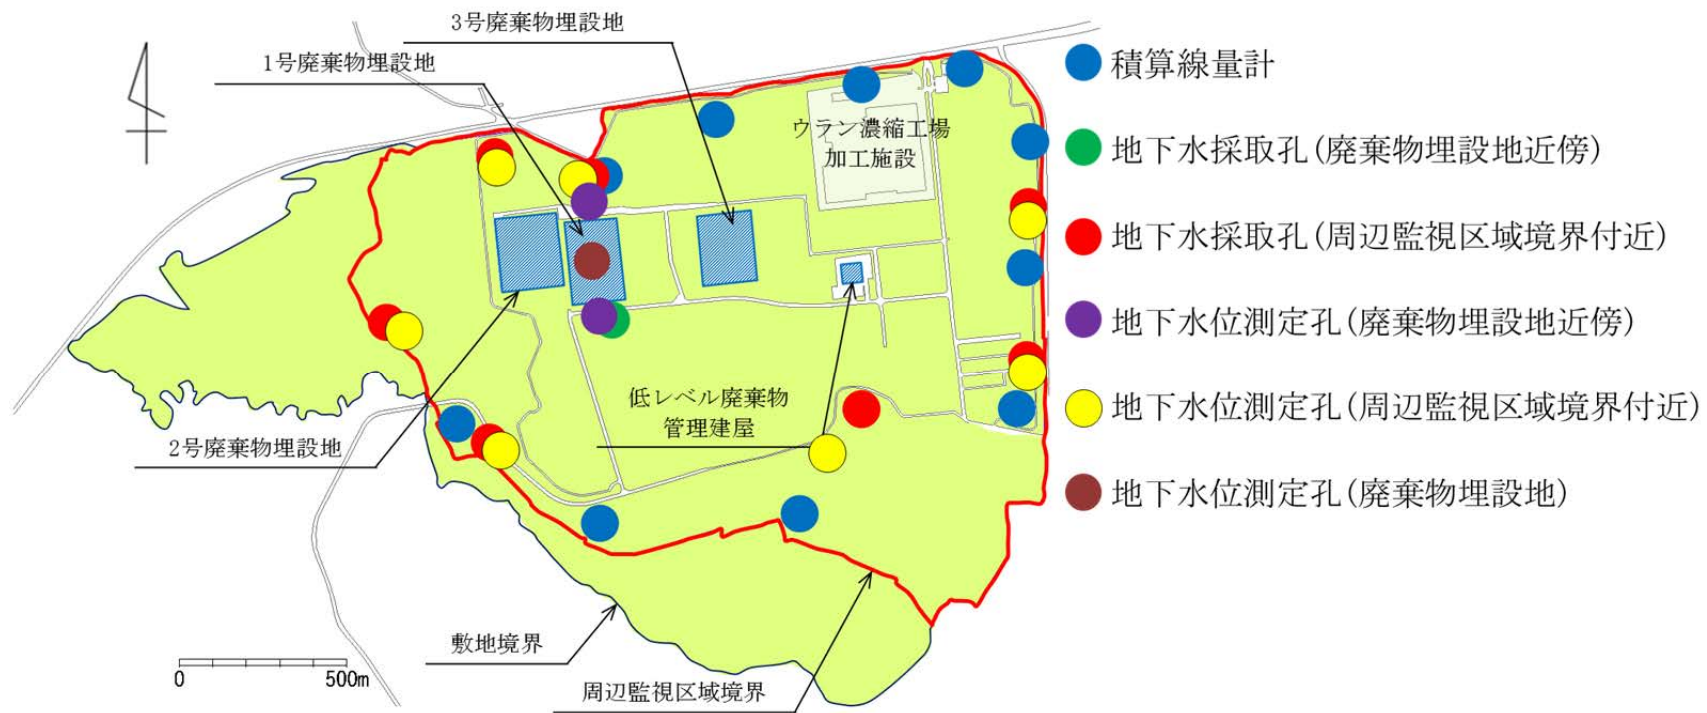 3号廃棄物埋設地
1号廃棄物埋設地
ウラン濃縮工場
加工施設
低レベル廃棄物
管理建屋
2号廃棄物埋設地
敷地境界
周辺監視区域境界
0 500m
積算線量計
地下水採取孔(廃棄物埋設地近傍)
地下水採取孔(周辺監視区域境界付近)
地下水位測定孔(廃棄物埋設地近傍)
地下水位測定孔(周辺監視区域境界付近)
地下水位測定孔(廃棄物埋設地)